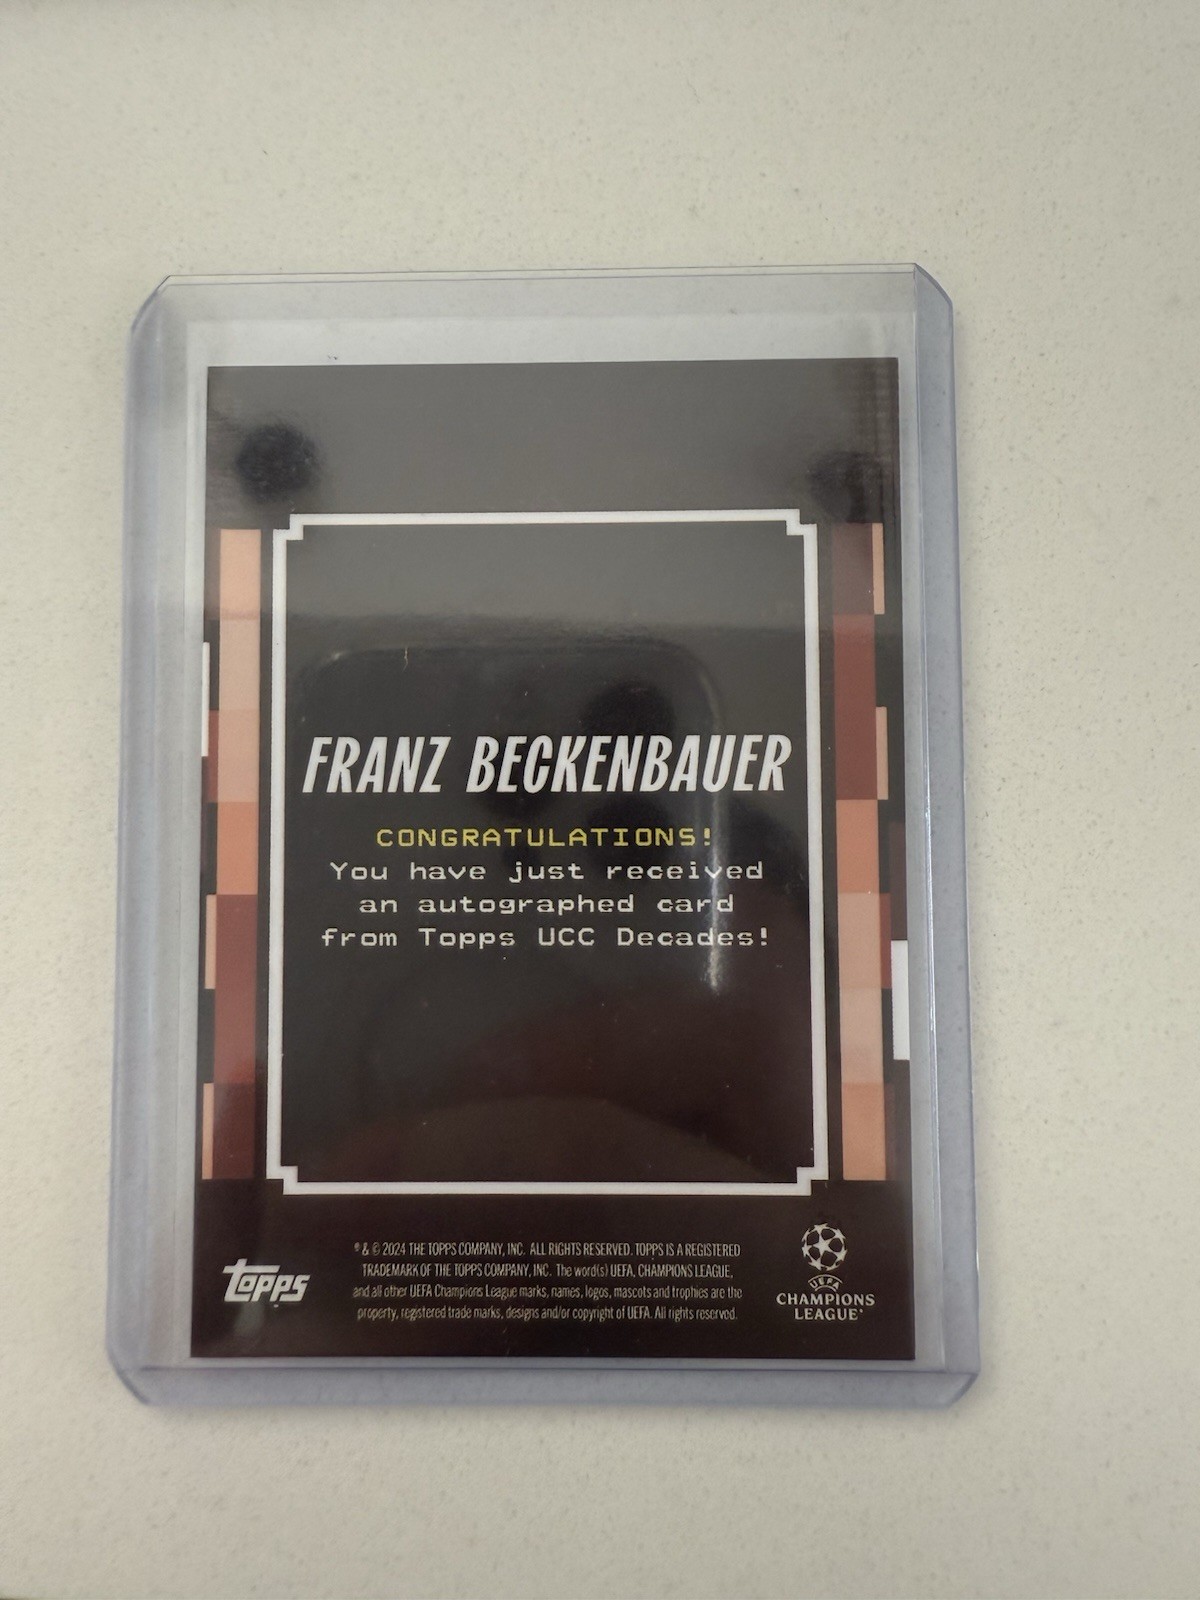 FRANZ BECKENBAUER
CONGRATULATIONS!
You have just received
an autographed card
from Topps UCC Decades!
topps
® & © 2024 THE TOPPS COMPANY, INC. ALL RIGHTS RESERVED. TOPPS IS A REGISTERED
TRADEMARK OF THE TOPPS COMPANY, INC. The word(s) UEFA, CHAMPIONS LEAGUE,
and all other UEFA Champions League marks, names, logos, mascots and trophies are the
property, registered trade marks, designs and/or copyright of UEFA. All rights reserved.
UEFA
CHAMPIONS
LEAGUE